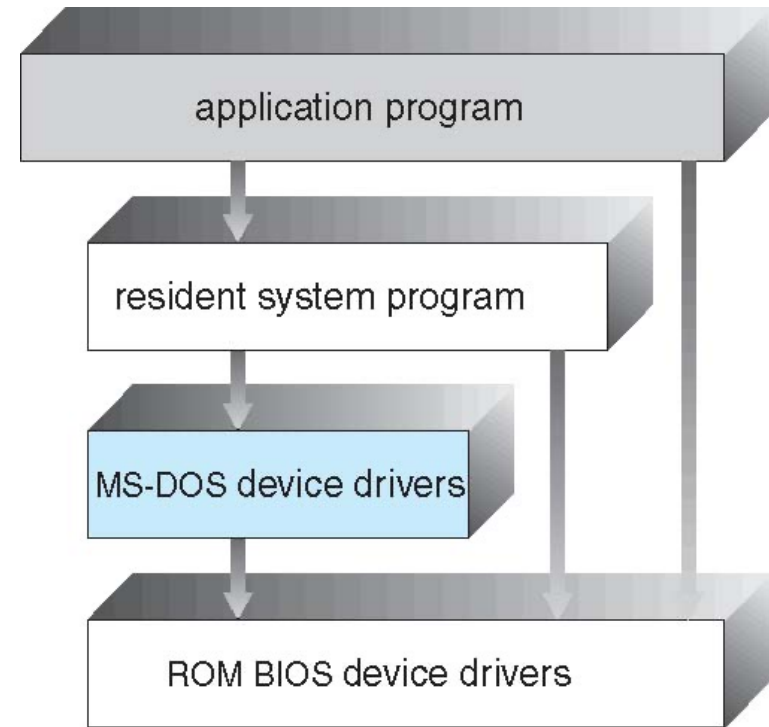 application program
resident system program
MS-DOS device drivers
ROM BIOS device drivers